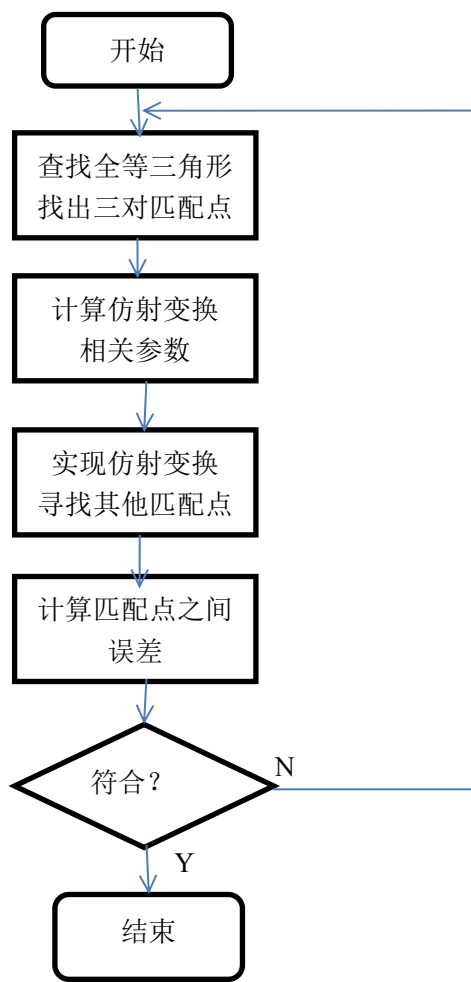 开始
查找全等三角形
找出三对匹配点
计算仿射变换
相关参数
实现仿射变换
寻找其他匹配点
计算匹配点之间
误差
符合？
N
Y
结束